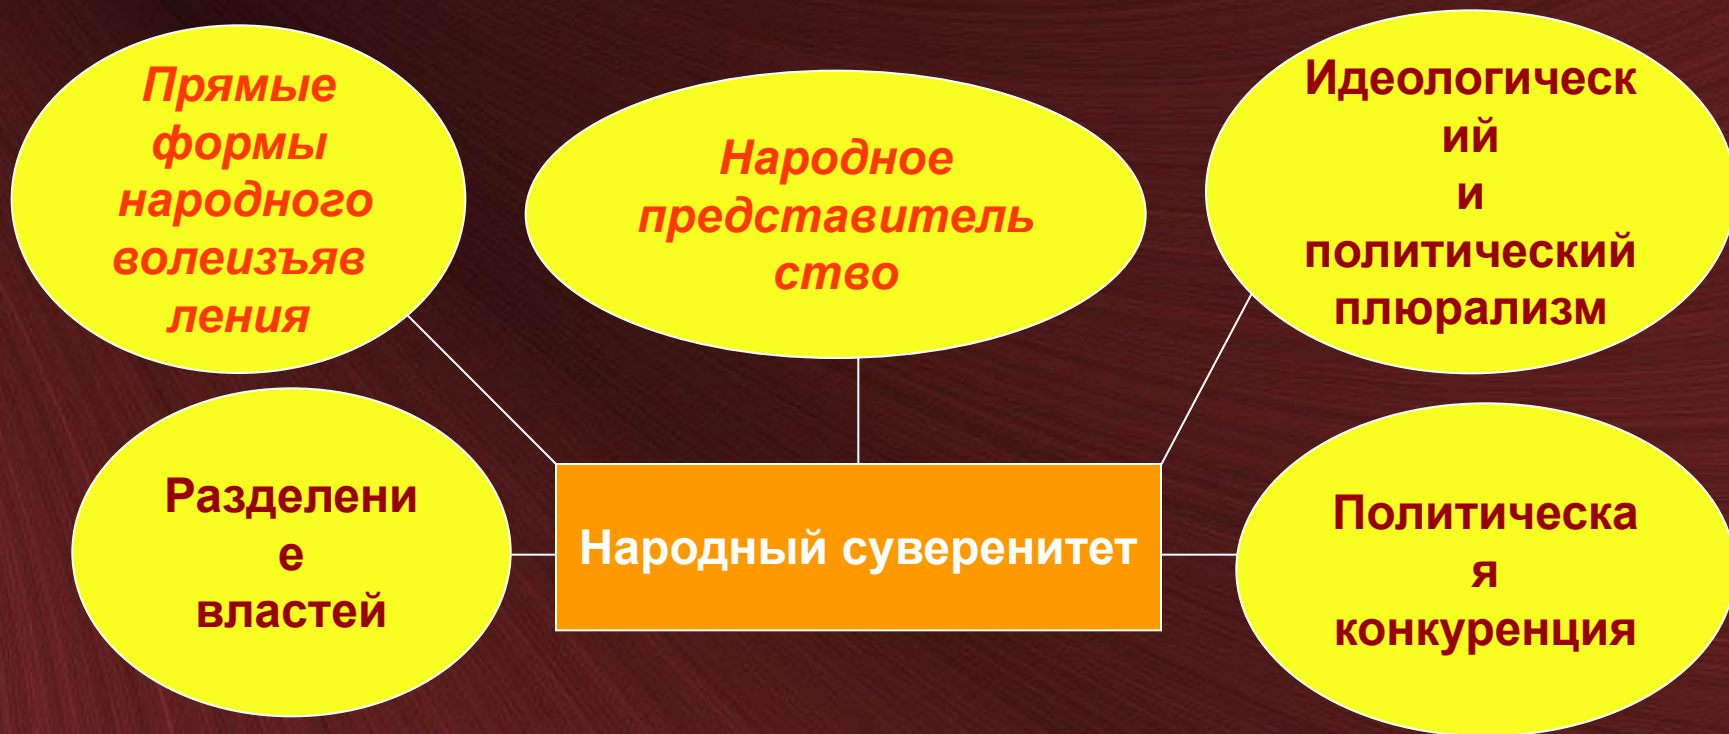 Прямые
формы
народного
волеизъяв
ления
Народное
представитель
ство
Идеологическ
ий
и
политический
плюрализм
Разделени
е
властей
Народный суверенитет
Политическа
я
конкуренция